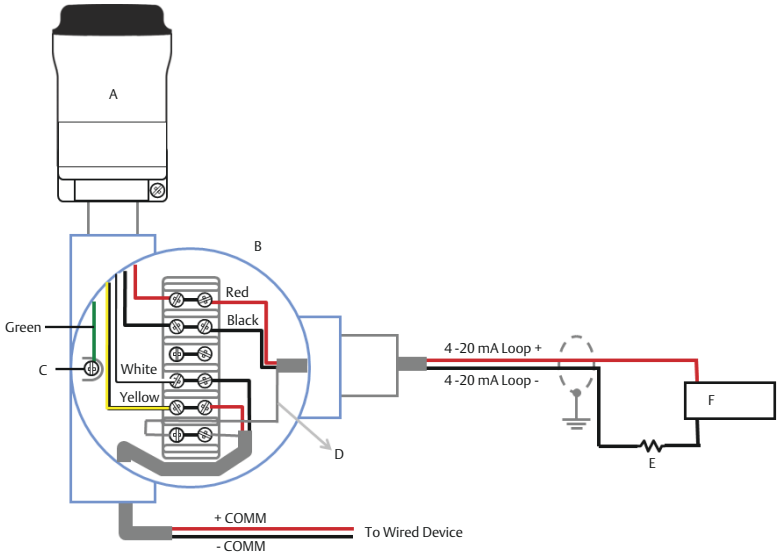 A
B
Red
Black
Green
C
White
Yellow
4 -20 mA Loop +
4 -20 mA Loop -
F
D
E
+ COMM
To Wired Device
- COMM